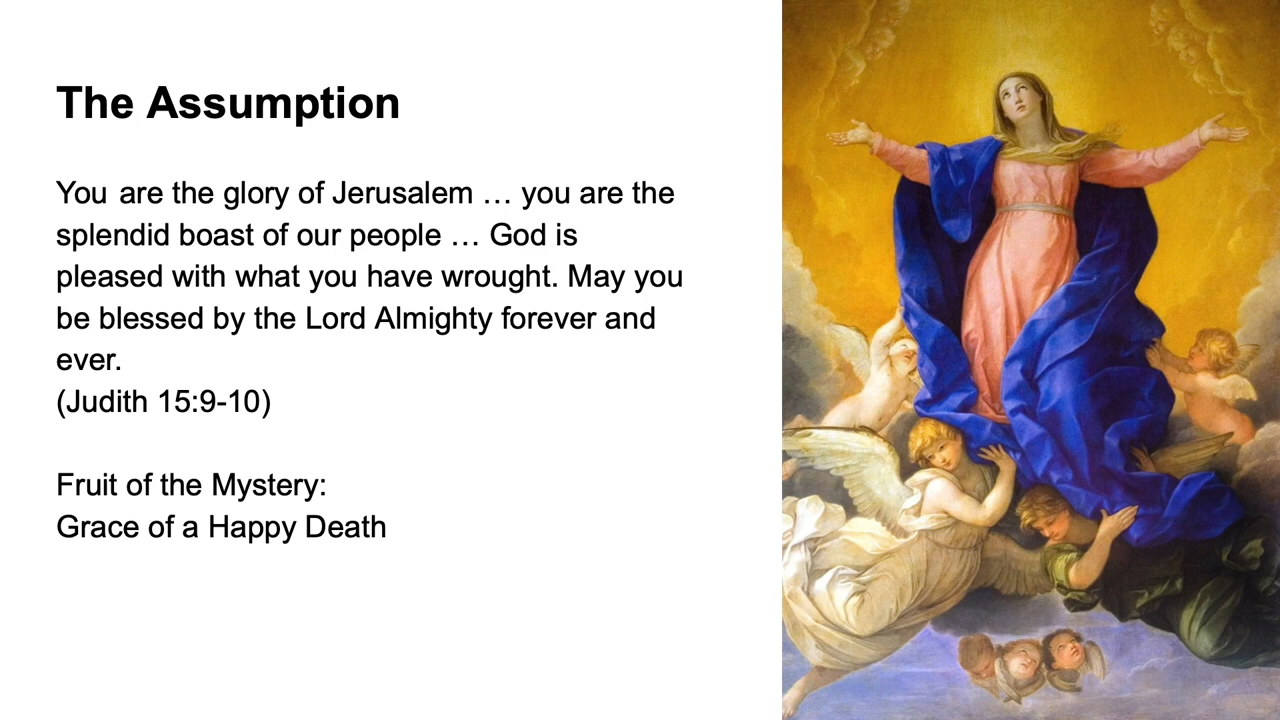 The Assumption
You are the glory of Jerusalem … you are the
splendid boast of our people … God is
pleased with what you have wrought. May you
be blessed by the Lord Almighty forever and
ever.
(Judith 15:9-10)
Fruit of the Mystery:
Grace of a Happy Death